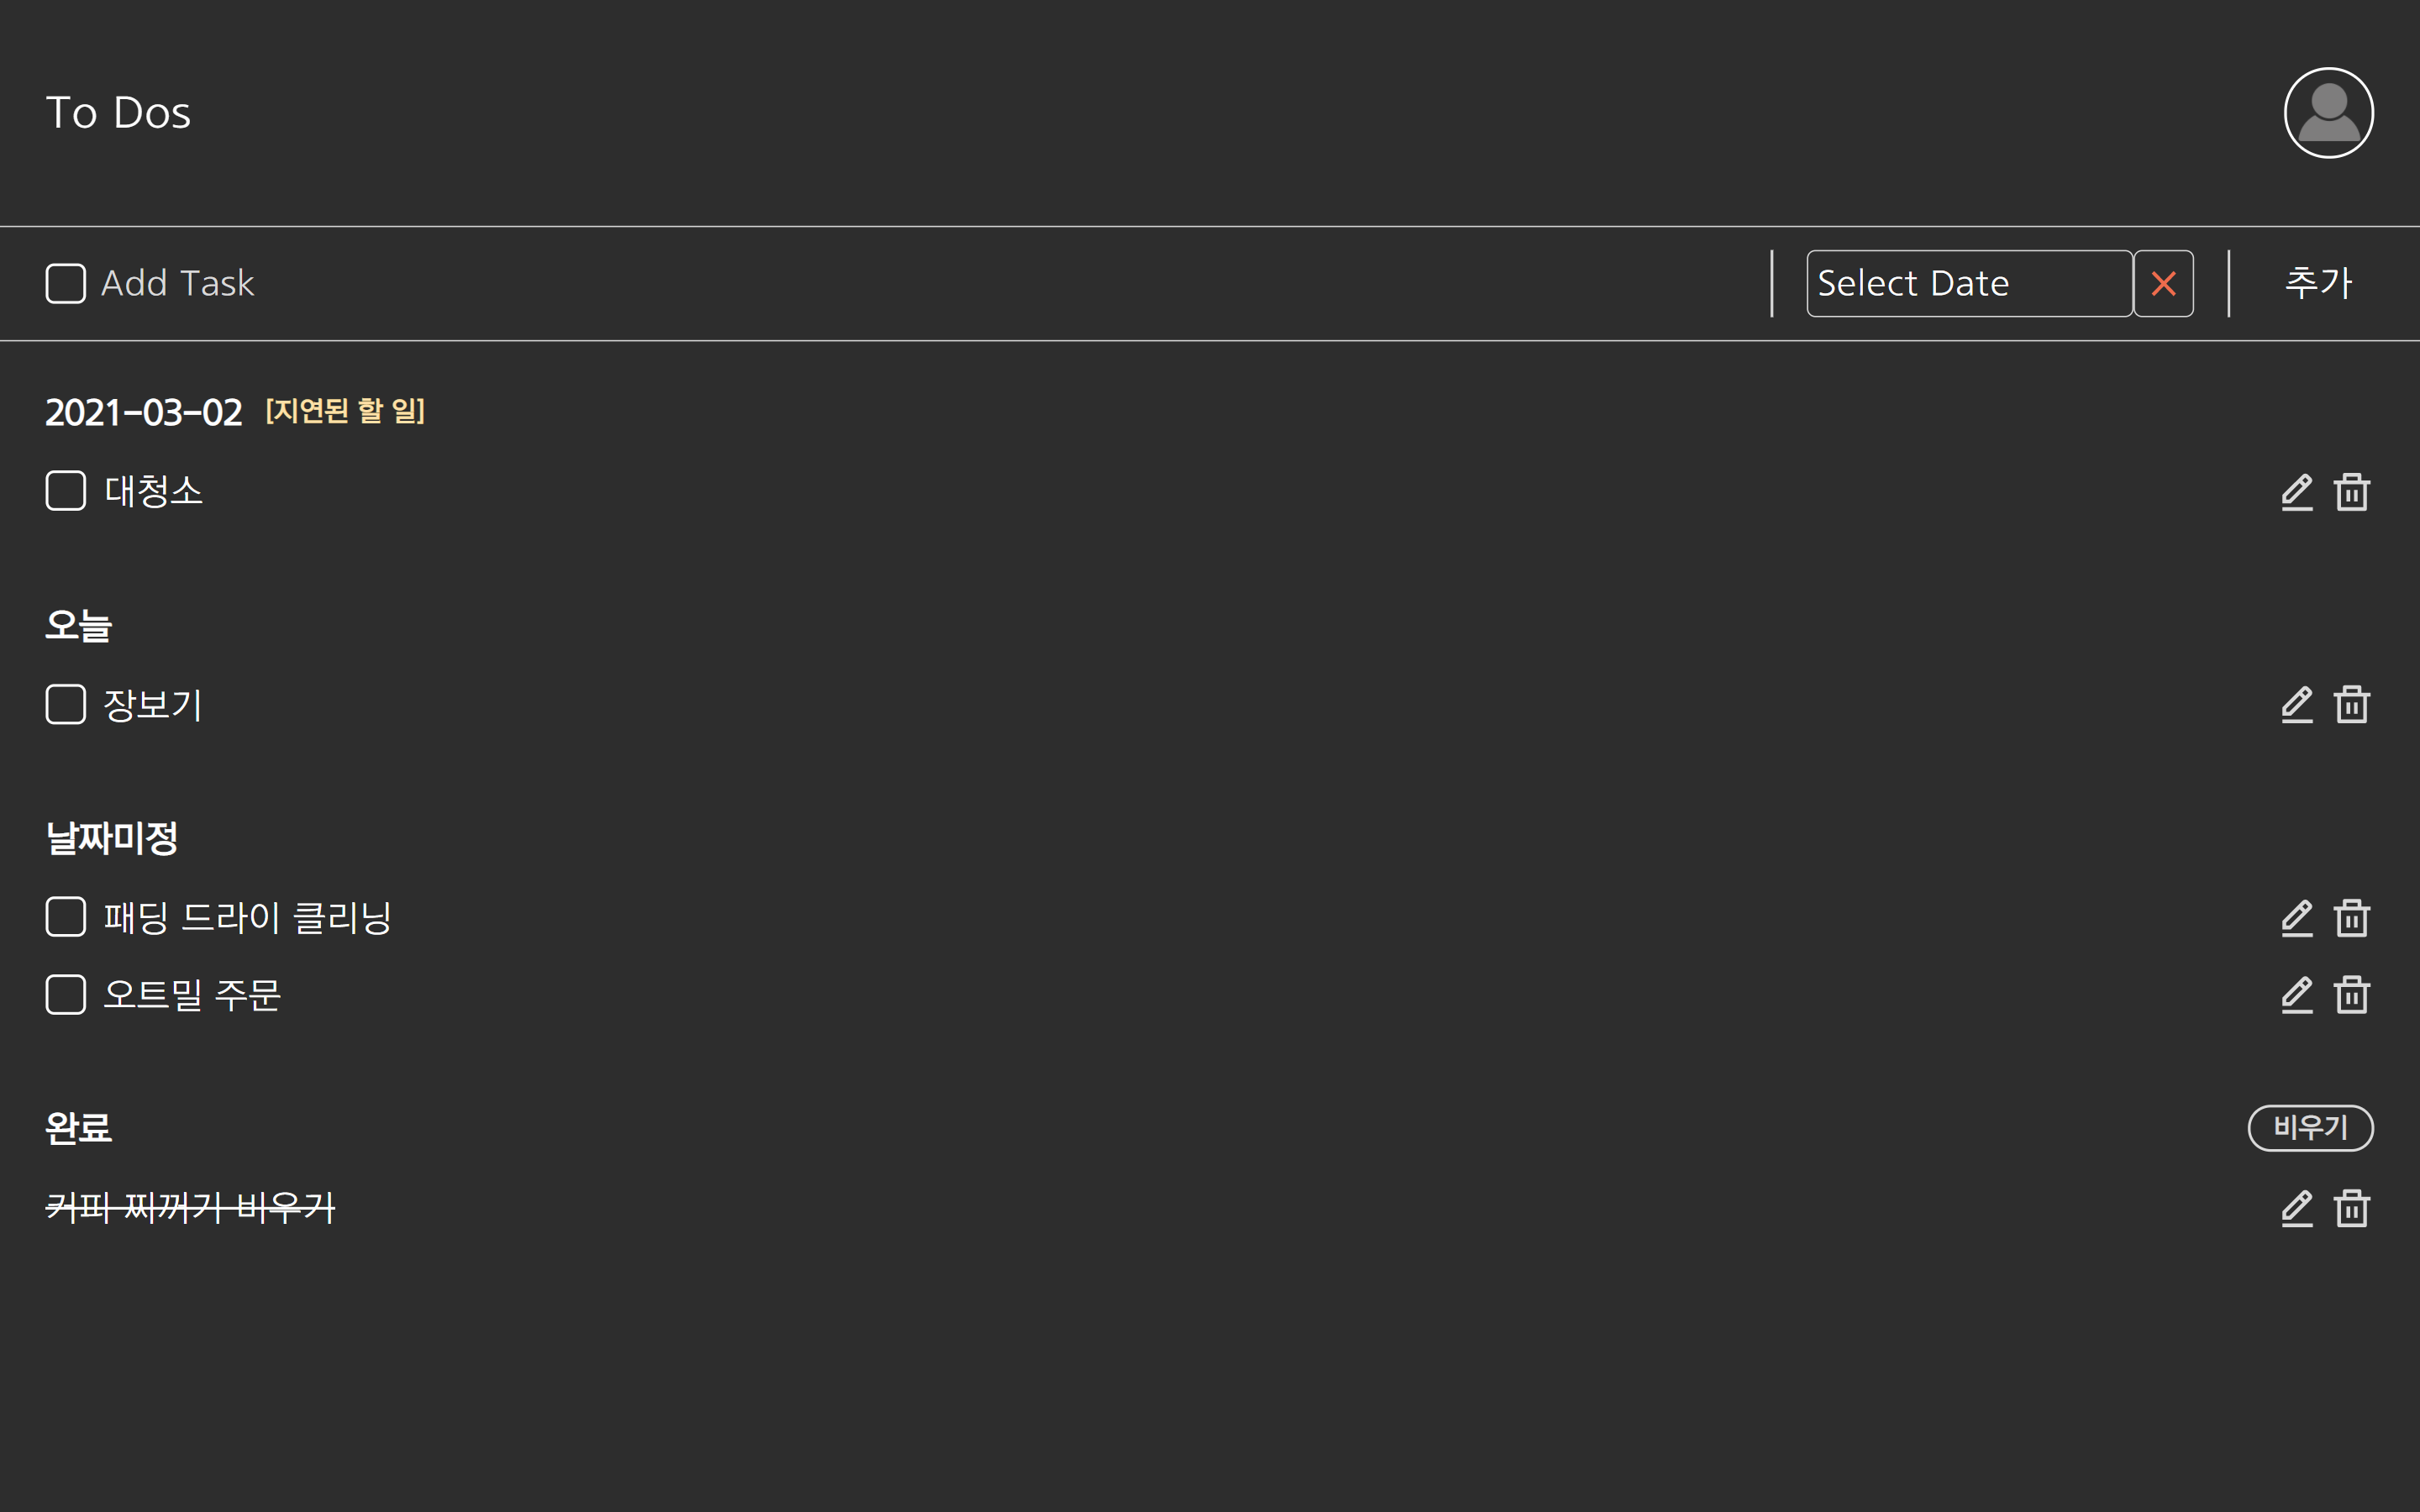 To Dos
Add Task
Select Date
추가
2021-03-02 [지연된 할 일]
대청소
오늘
장보기
날짜미정
패딩 드라이 클리닝
오트밀 주문
완료
비우기
커피 찌꺼기 비우기